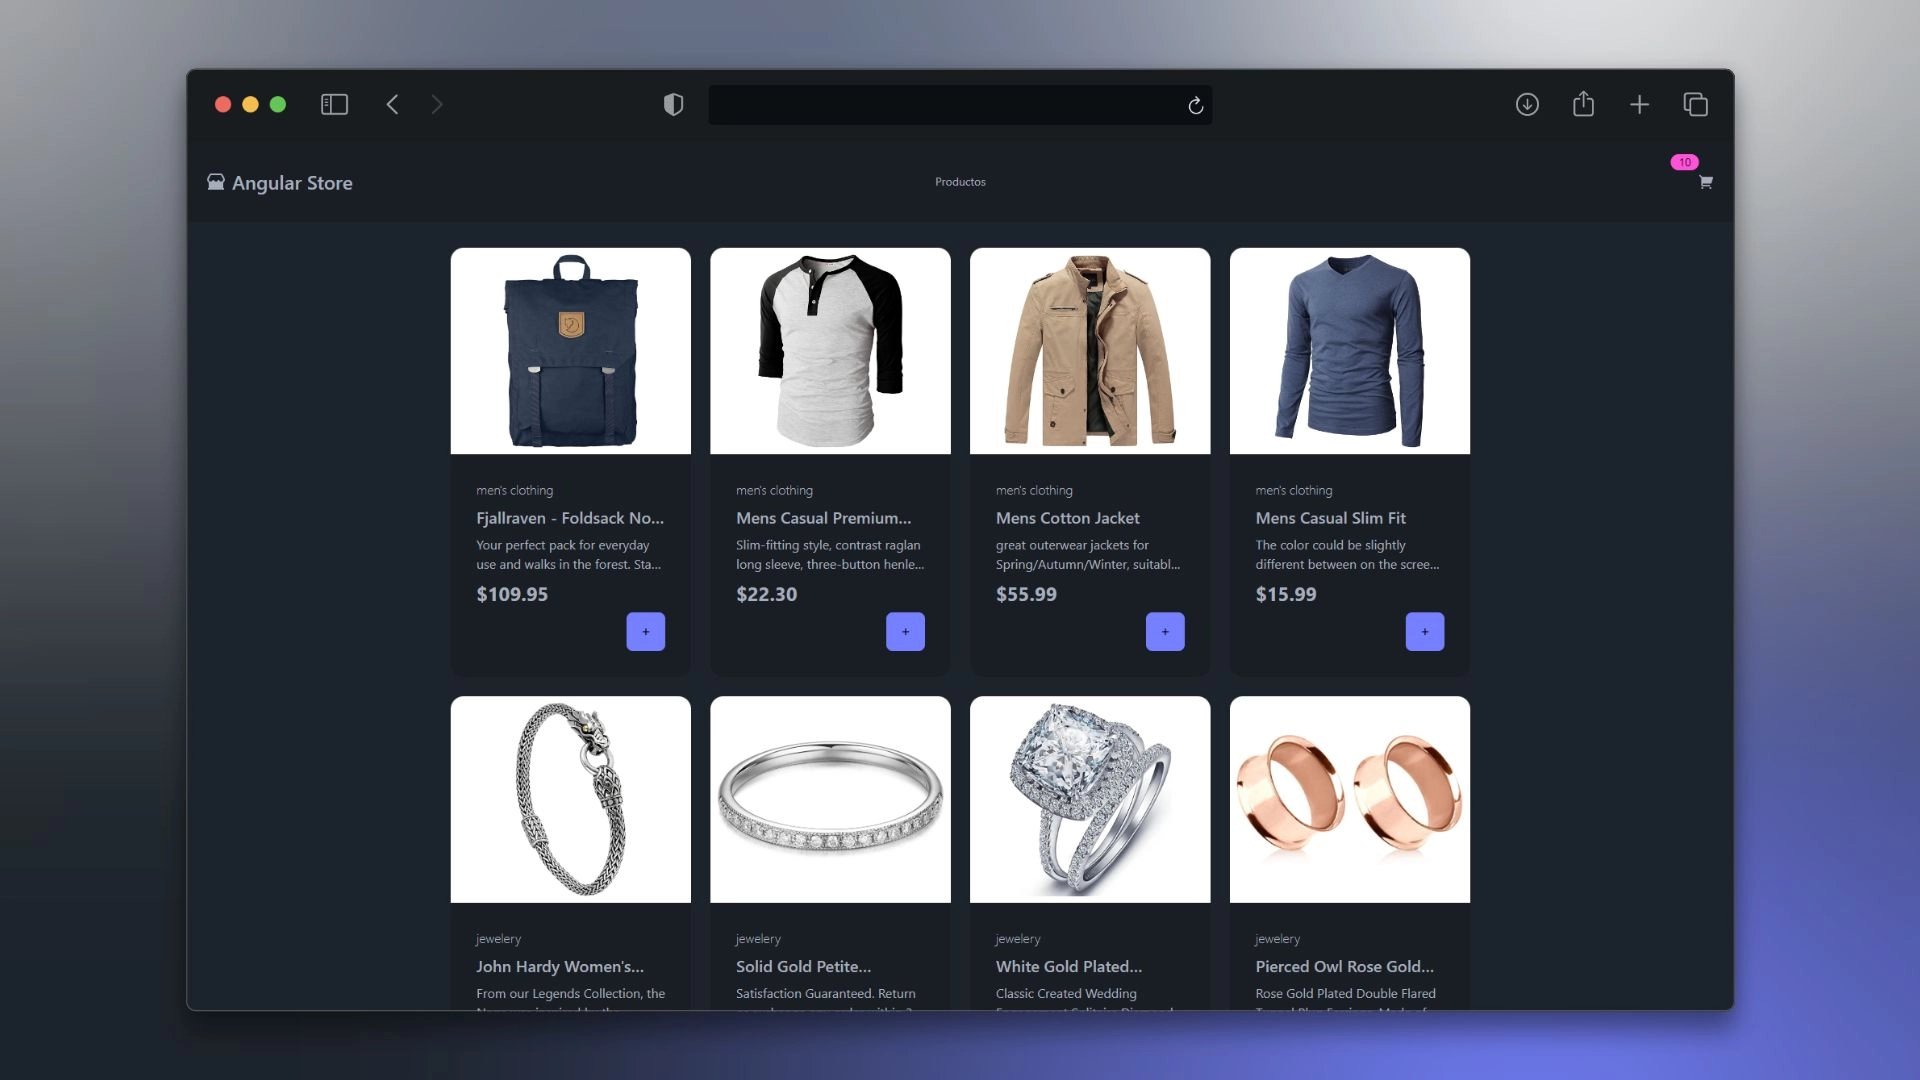 Angular Store
Productos
10
men's clothing
Fjallraven - Foldsack No...
Your perfect pack for everyday
use and walks in the forest. Sta...
$109.95
+
men's clothing
Mens Casual Premium...
Slim-fitting style, contrast raglan
long sleeve, three-button henle...
$22.30
+
men's clothing
Mens Cotton Jacket
great outerwear jackets for
Spring/Autumn/Winter, suitabl...
$55.99
+
men's clothing
Mens Casual Slim Fit
The color could be slightly
different between on the scree...
$15.99
+
jewelery
John Hardy Women's...
From our Legends Collection, the
jewelery
Solid Gold Petite...
Satisfaction Guaranteed. Return
jewelery
White Gold Plated...
Classic Created Wedding
jewelery
Pierced Owl Rose Gold...
Rose Gold Plated Double Flared